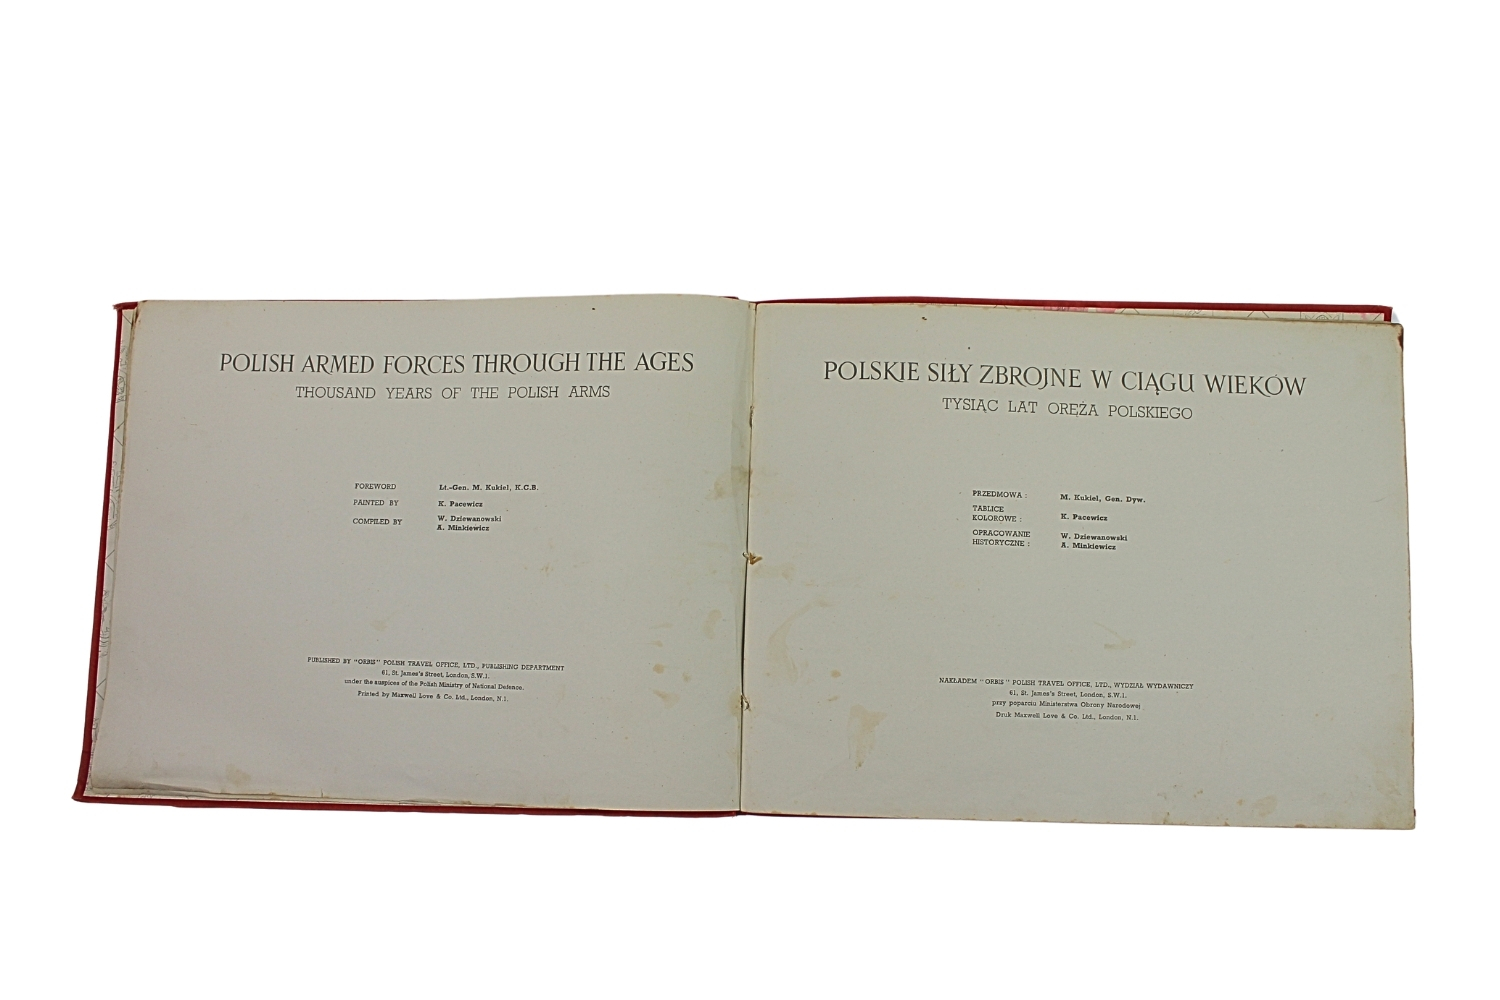 POLISH ARMED FORCES THROUGH THE AGES
THOUSAND YEARS OF THE POLISH ARMS
FOREWORD Lt.-Gen. M. Kukiel, K.C.B.
PAINTED BY K. Pacewicz
COMPILED BY W. Dziewanowski
A. Minkiewicz
PUBLISHED BY "ORBIS" POLISH TRAVEL OFFICE, LTD., PUBLISHING DEPARTMENT
61, St. James's Street, London, S.W.1.
under the auspices of the Polish Ministry of National Defence.
Printed by Maxwell Love & Co. Ltd., London, N.1.
POLSKIE SIŁY ZBROJNE W CIĄGU WIEKÓW
TYSIĄC LAT ORĘŻA POLSKIEGO
PRZEDMOWA : M. Kukiel, Gen. Dyw.
TABLICE
KOLOROWE : K. Pacewicz
OPRACOWANIE W. Dziewanowski
HISTORYCZNE : A. Minkiewicz
NAKŁADEM "ORBIS" POLISH TRAVEL OFFICE, LTD., WYDZIAŁ WYDAWNICZY
61, St. James's Street, London, S.W.1.
przy poparciu Ministerstwa Obrony Narodowej
Druk Maxwell Love & Co. Ltd., London, N.1.